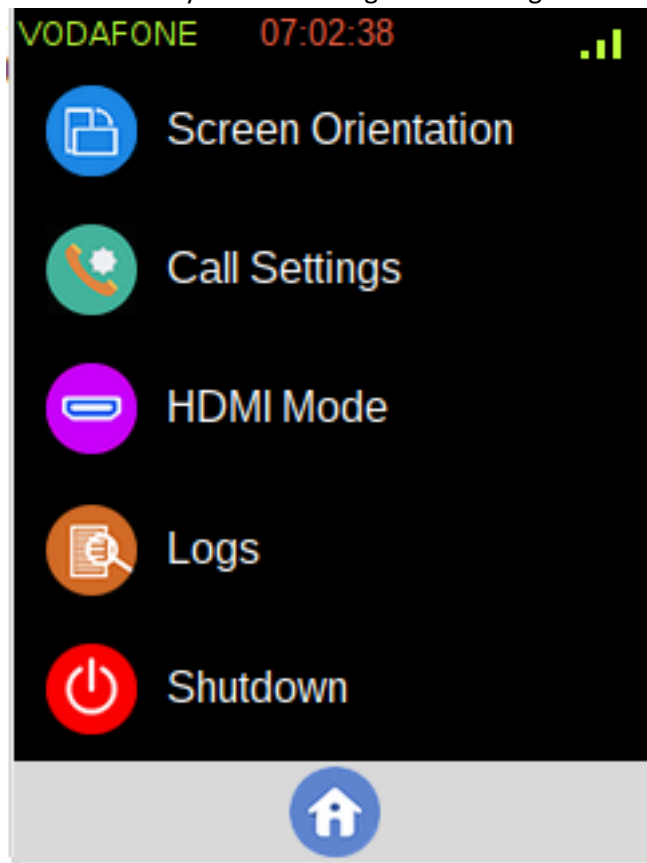 VODAFONE 07:02:38
Screen Orientation
Call Settings
HDMI Mode
Logs
Shutdown